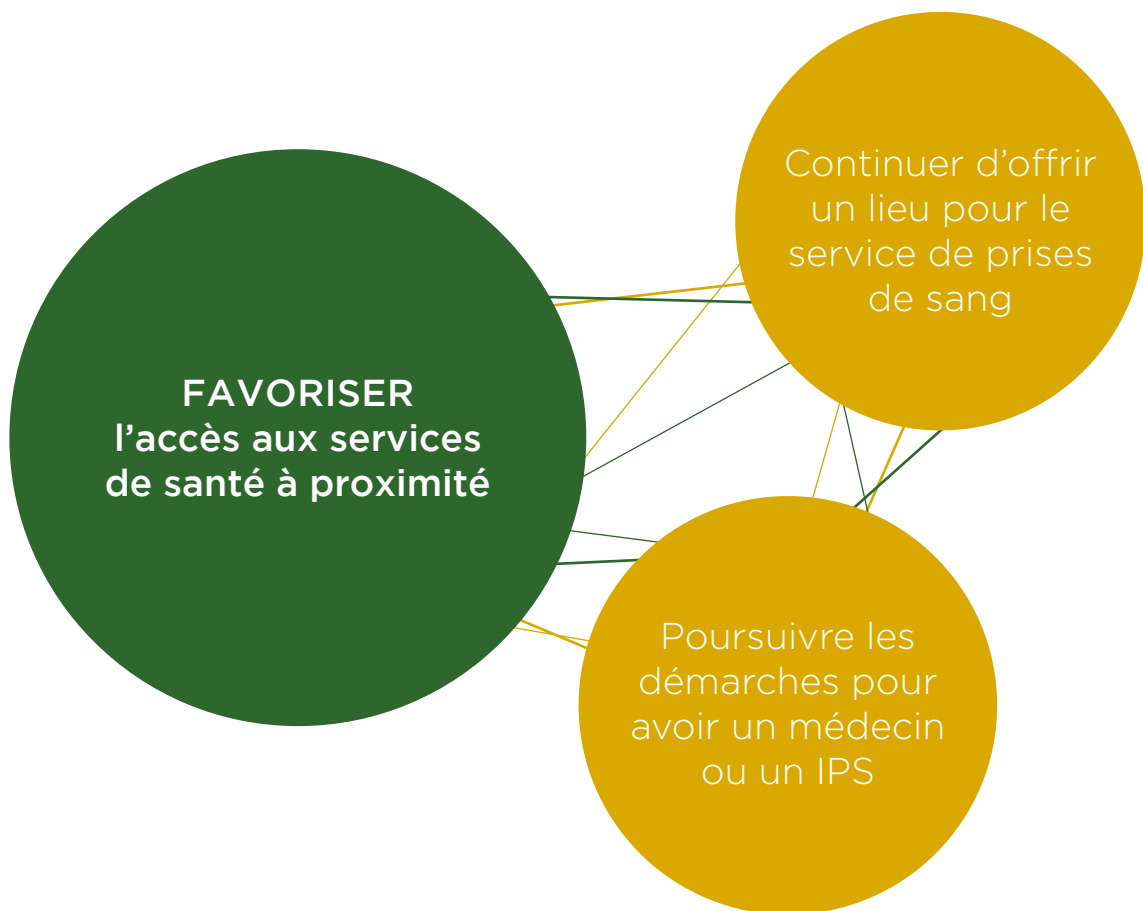 FAVORISER
l’accès aux services
de santé à proximité
Continuer d’offrir
un lieu pour le
service de prises
de sang
Poursuivre les
démarches pour
avoir un médecin
ou un IPS